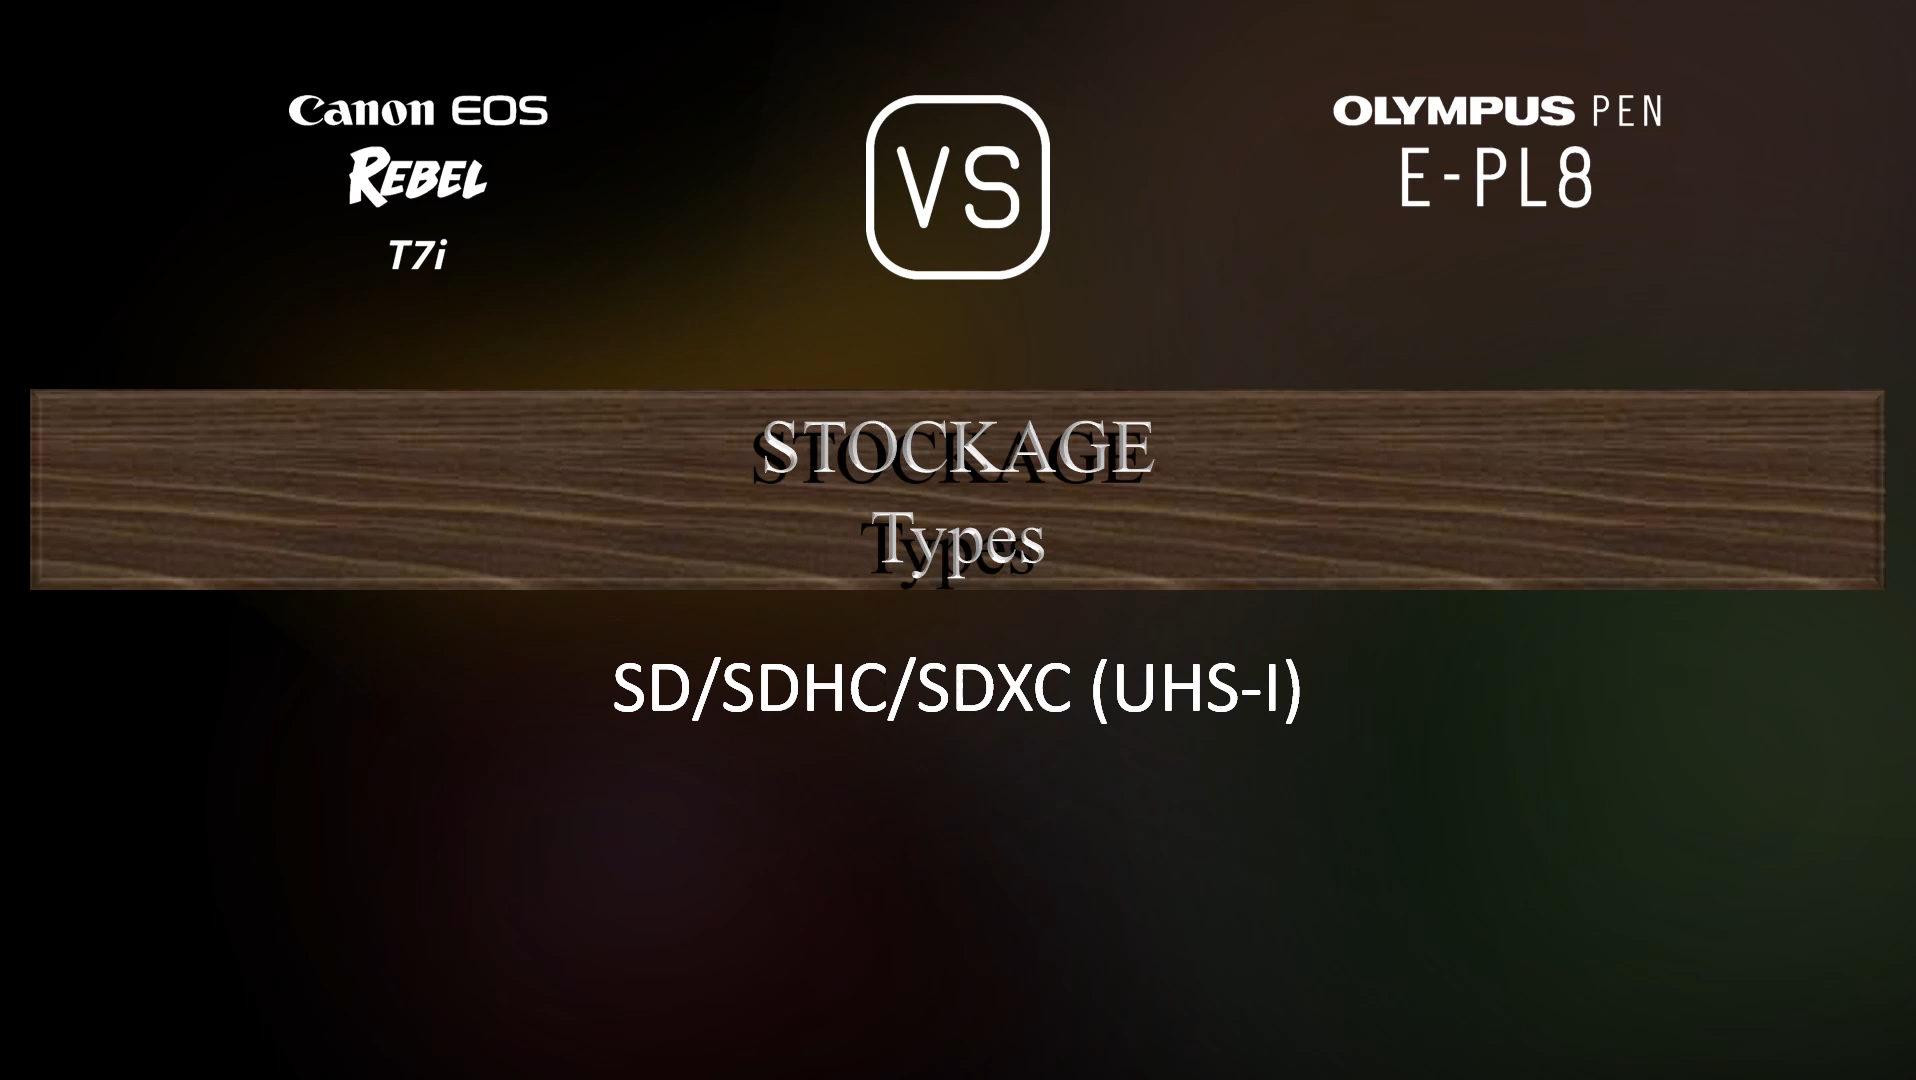 Canon EOS
REBEL
T7i
VS
OLYMPUS PEN
E-PL8
STOCKAGE
Types
SD/SDHC/SDXC (UHS-I)